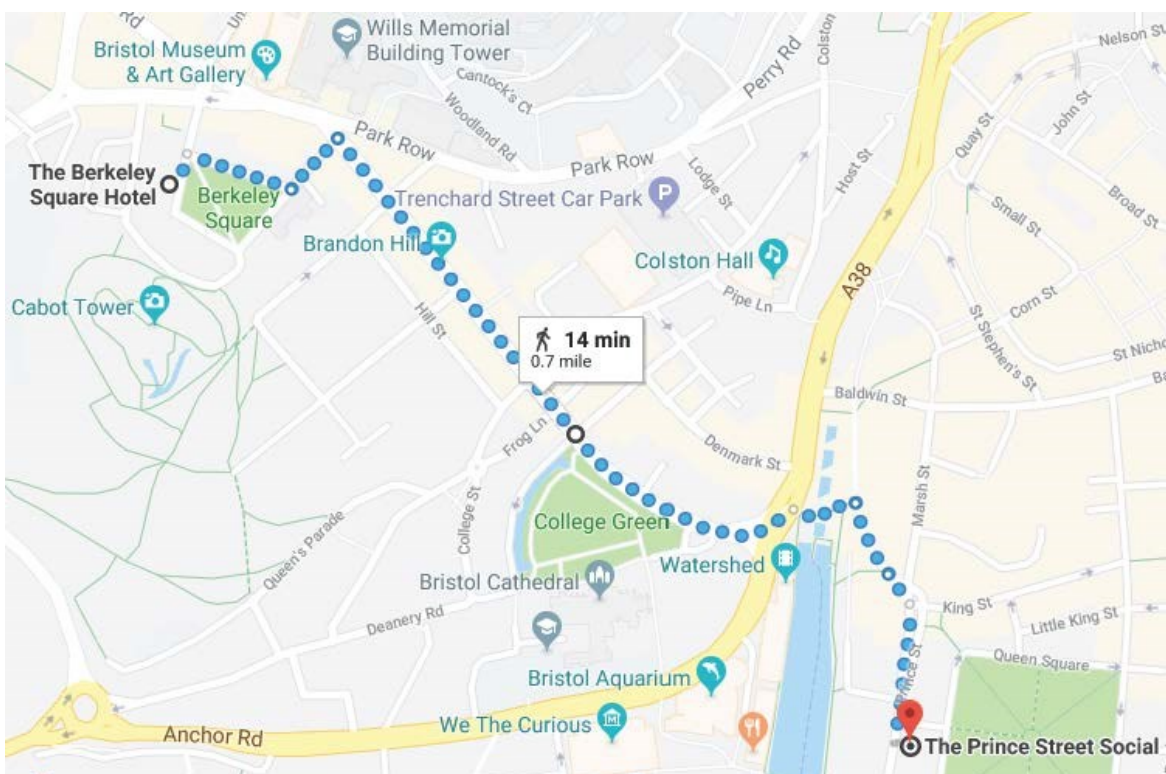 Rd
Un
Bristol Museum
& Art Gallery
Wills Memorial
Building Tower
Cantock's Ct
Woodland Rd
Perry Rd
Colston
Nelson St
Quay St
John St
Park Row
Park Row
The Berkeley
Square Hotel
Berkeley
Square
Trenchard Street Car Park
P
Lodge St
Host St
Small St
Broad St
Brandon Hill
Colston Hall
A38
Cabot Tower
Hill St
Pipe Ln
Corn St
St Stephen's St
St Nicho
14 min
0.7 mile
Baldwin St
Ba
Frog Ln
Denmark St
Marsh St
College St
College Green
Queen's Parade
Watershed
Bristol Cathedral
Deanery Rd
King St
Little King St
Queen Square
Prince St
Bristol Aquarium
We The Curious
Anchor Rd
The Prince Street Social